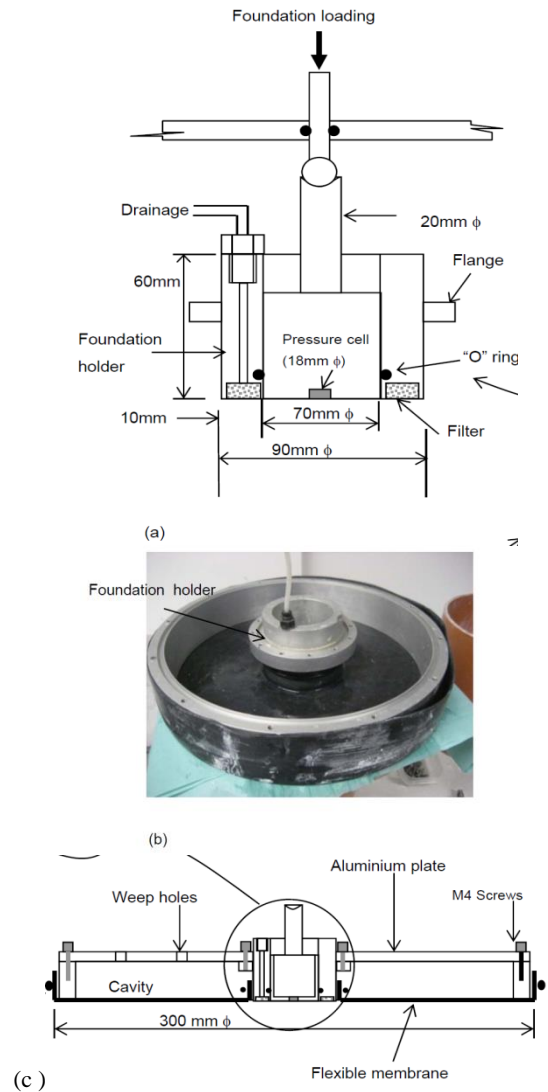 Foundation loading
Drainage
20mm ϕ
60mm
Flange
Foundation
holder
Pressure cell
(18mm ϕ)
"O" ring
10mm
70mm ϕ
Filter
90mm ϕ
(a)
Foundation holder
(b)
Aluminium plate
Weep holes
M4 Screws
Cavity
300 mm ϕ
Flexible membrane
(c )